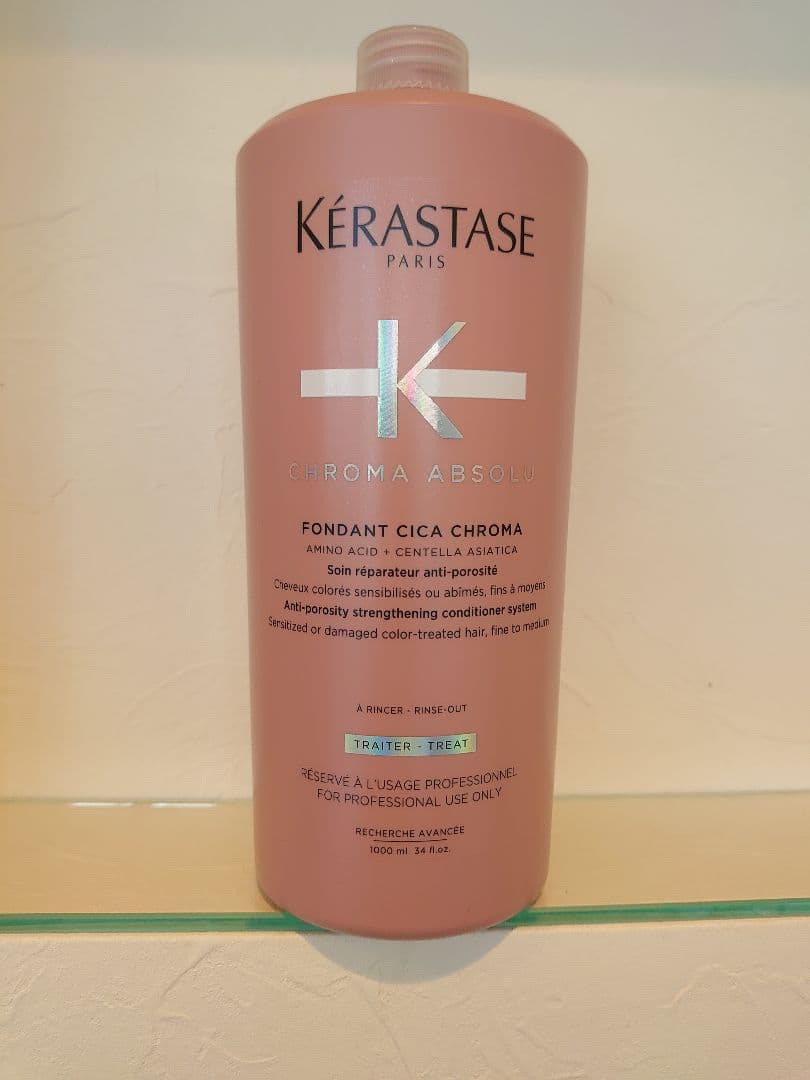 KÉRASTASE
PARIS
K
CHROMA ABSOLU
FONDANT CICA CHROMA
AMINO ACID + CENTELLA ASIATICA
Soin réparateur anti-porosité
Cheveux colorés sensibilisés ou abîmés, fins à moyens
Anti-porosity strengthening conditioner system
Sensitized or damaged color-treated hair, fine to medium
À RINCER - RINSE-OUT
TRAITER - TREAT
RÉSERVÉ À L'USAGE PROFESSIONNEL
FOR PROFESSIONAL USE ONLY
RECHERCHE AVANCÉE
1000 ml 34 fl.oz.